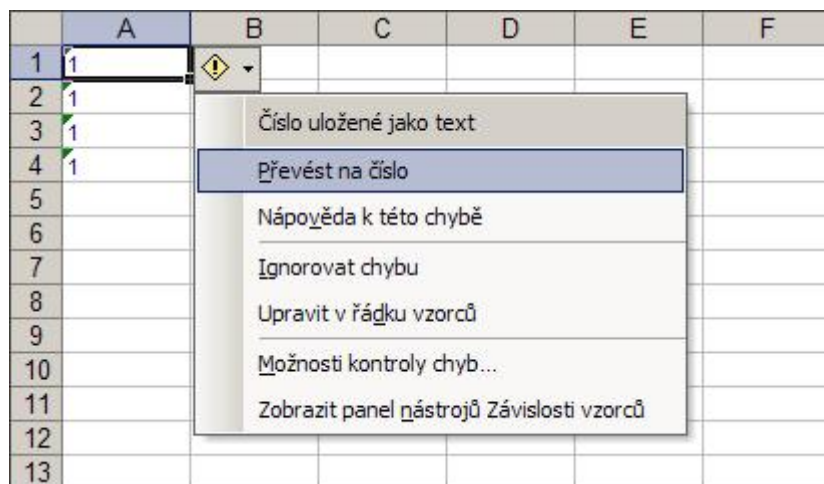 A B C D E F
1 1
2 1
3 1
4 1
5
6
7
8
9
10
11
12
13
Číslo uložené jako text
Převést na číslo
Nápověda k této chybě
Ignorovat chybu
Upravit v řádku vzorců
Možnosti kontroly chyb...
Zobrazit panel nástrojů Závislosti vzorců